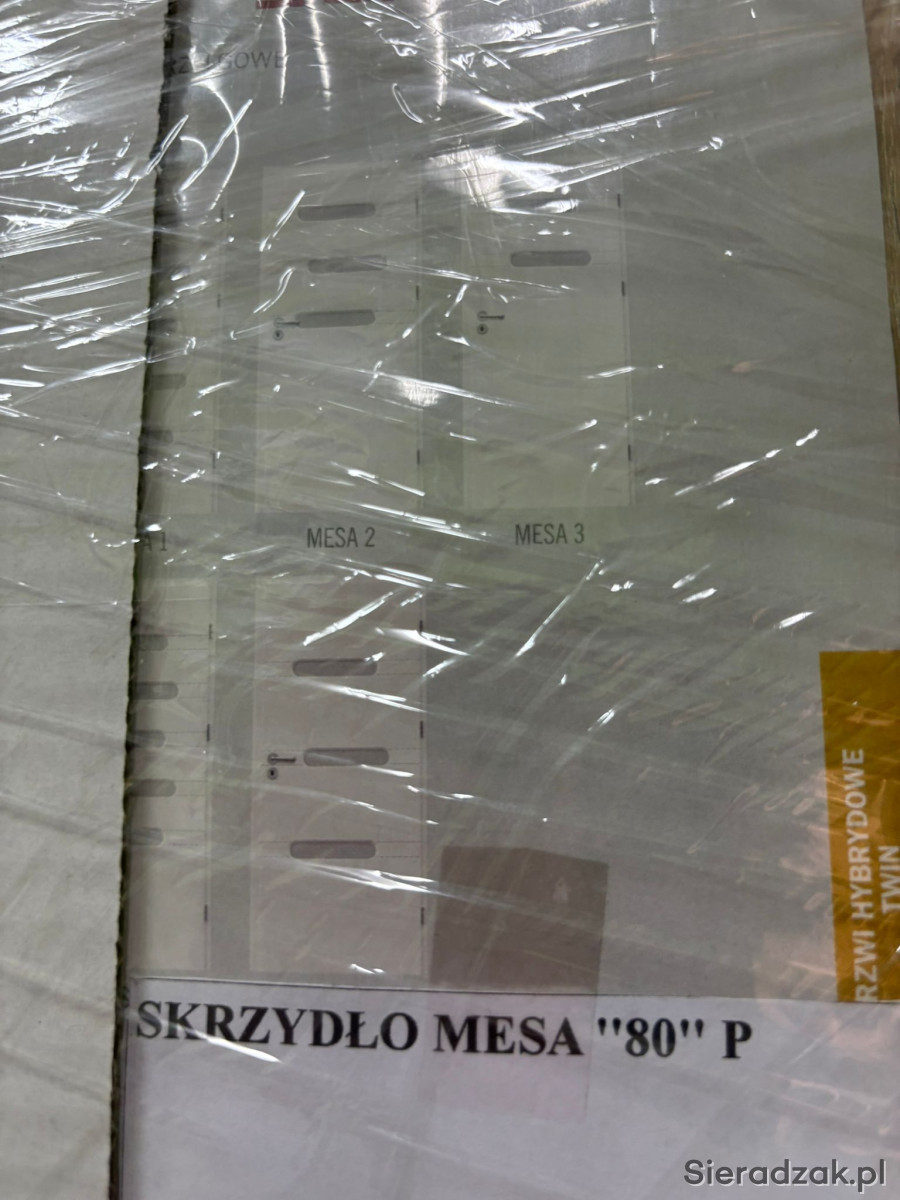 MESA 2
MESA 3
RZWI HYBRYDOWE
TWIN
SKRZYDŁO MESA "80" P
Sieradzak.pl